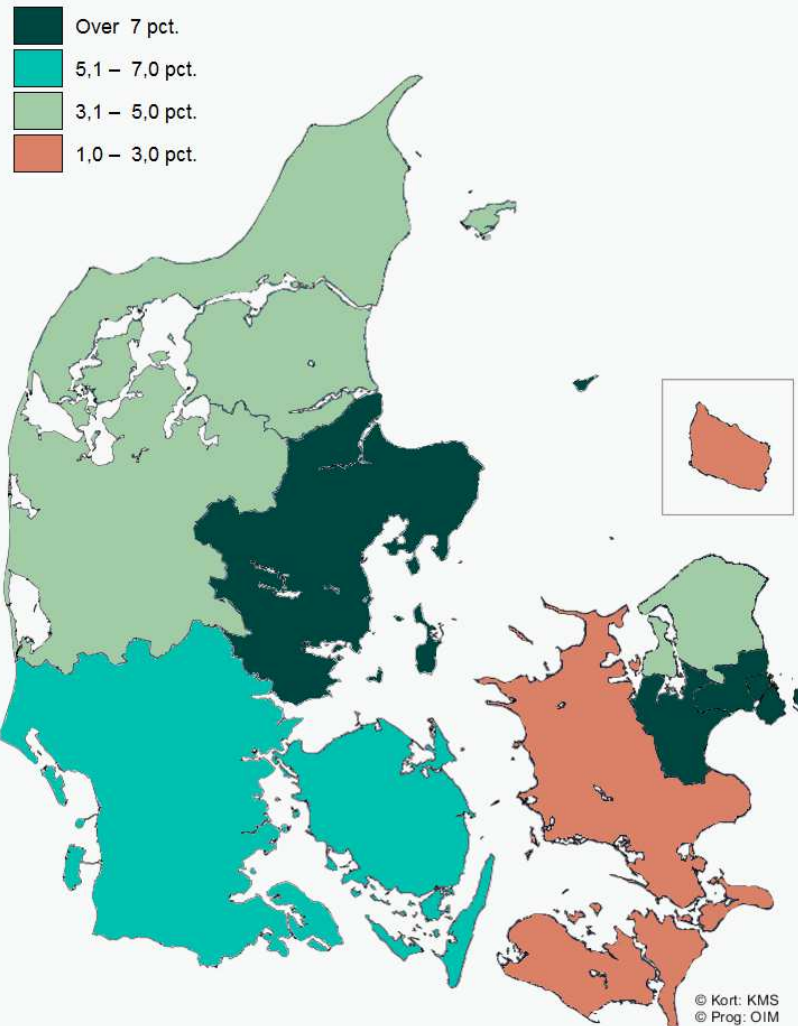 Over 7 pct.
5,1 – 7,0 pct.
3,1 – 5,0 pct.
1,0 – 3,0 pct.
© Kort: KMS
© Prog: OIM